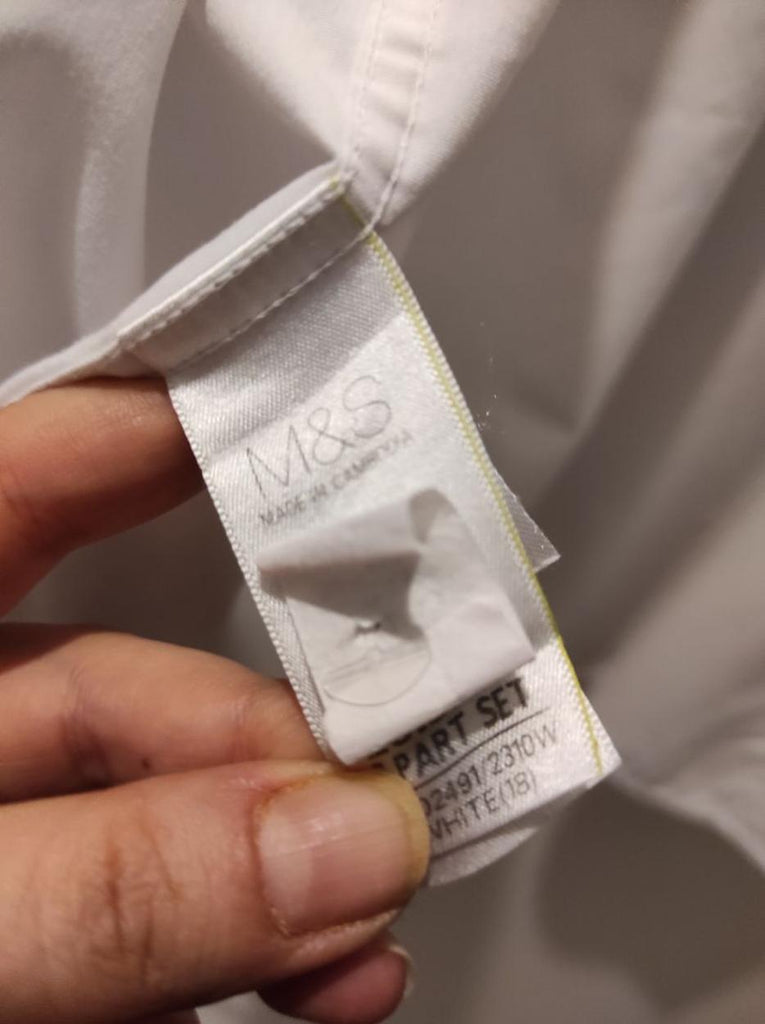 M&S
MADE IN CAMBODIA
PART SET
2491/2310W
WHITE(18)